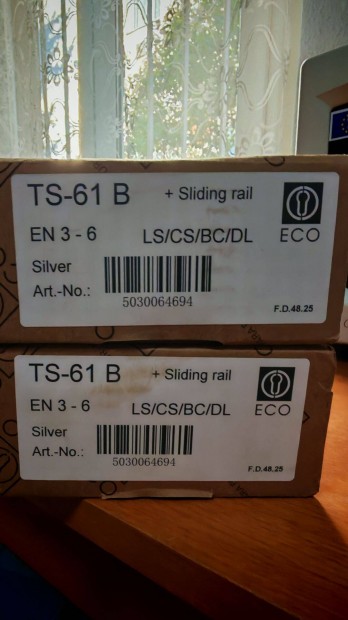 TS-61 B + Sliding rail
EN 3 - 6 LS/CS/BC/DL ECO
Silver
Art.-No.:
5030064694
F.D.48.25
TS-61 B + Sliding rail
EN 3 - 6 LS/CS/BC/DL ECO
Silver
Art.-No.:
5030064694
F.D.48.25